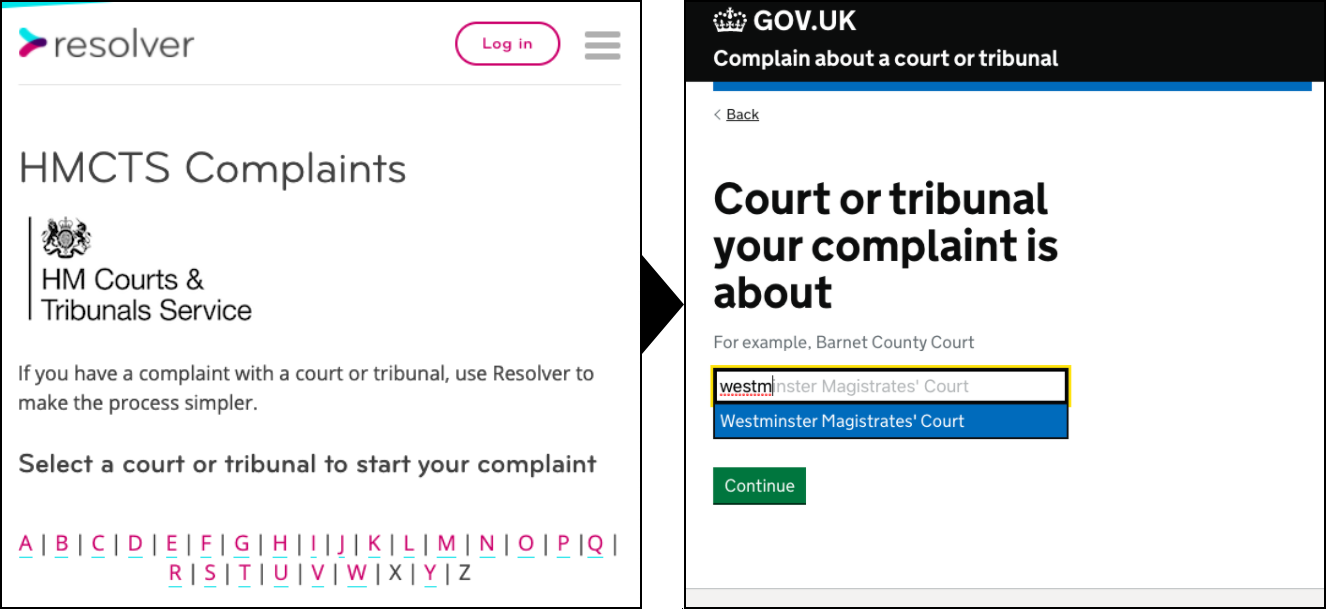 resolver
Log in
HMCTS Complaints
HM Courts &
Tribunals Service
If you have a complaint with a court or tribunal, use Resolver to
make the process simpler.
Select a court or tribunal to start your complaint
A | B | C | D | E | F | G | H | I | J | K | L | M | N | O | P | Q |
R | S | T | U | V | W | X | Y | Z
GOV.UK
Complain about a court or tribunal
< Back
Court or tribunal
your complaint is
about
For example, Barnet County Court
westminster Magistrates' Court
Westminster Magistrates' Court
Continue